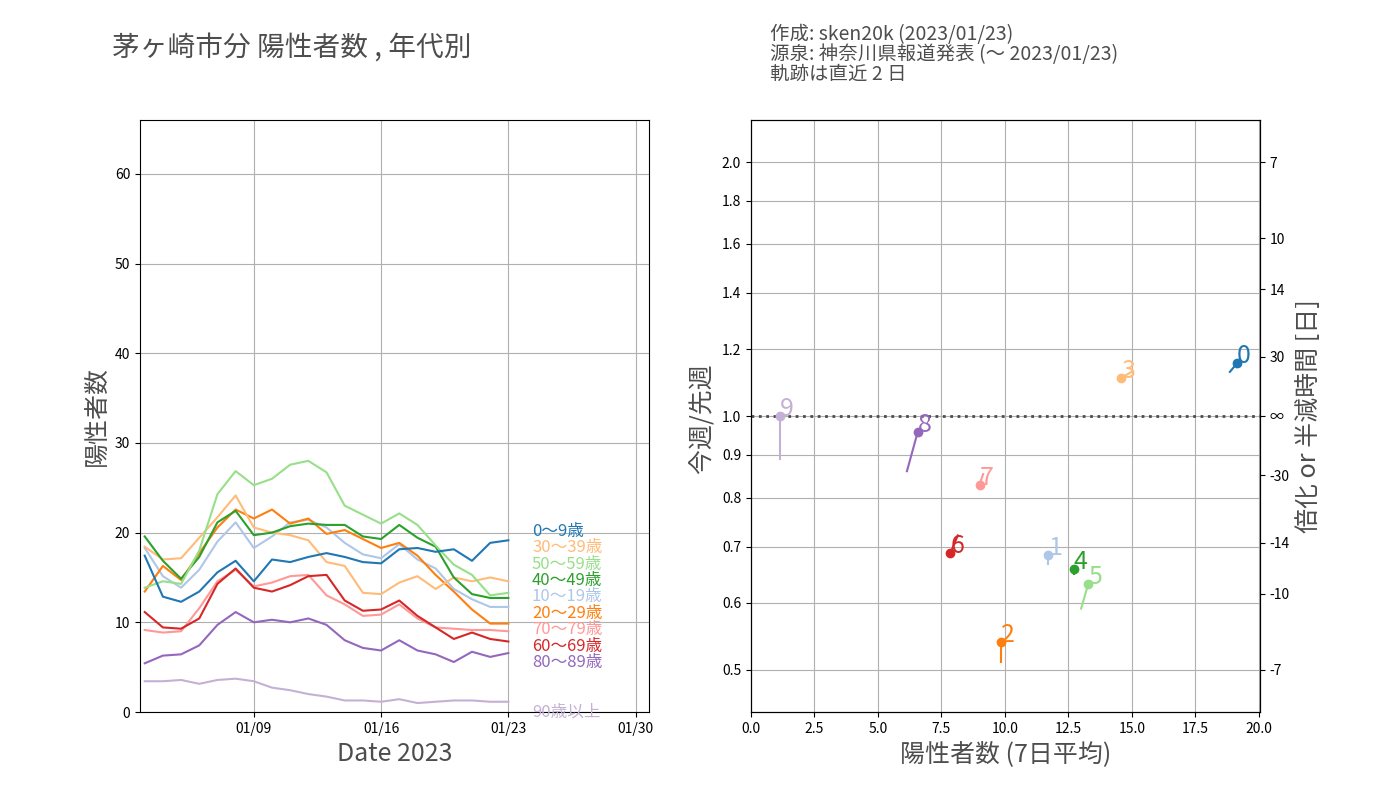 茅ヶ崎市分 陽性者数 , 年代別
作成: sken20k (2023/01/23)
源泉: 神奈川県報道発表 (〜 2023/01/23)
軌跡は直近 2 日
陽性者数
60
50
40
30
20
10
0
01/09
01/16
01/23
01/30
Date 2023
0〜9歳
30〜39歳
50〜59歳
40〜49歳
10〜19歳
20〜29歳
70〜79歳
60〜69歳
80〜89歳
90歳以上
今週/先週
2.0
1.8
1.6
1.4
1.2
1.0
0.9
0.8
0.7
0.6
0.5
0
3
9
8
7
6
1
4
5
2
0.0
2.5
5.0
7.5
10.0
12.5
15.0
17.5
20.0
陽性者数 (7日平均)
7
10
14
30
∞
-30
-14
-10
-7
倍化 or 半減時間 [日]